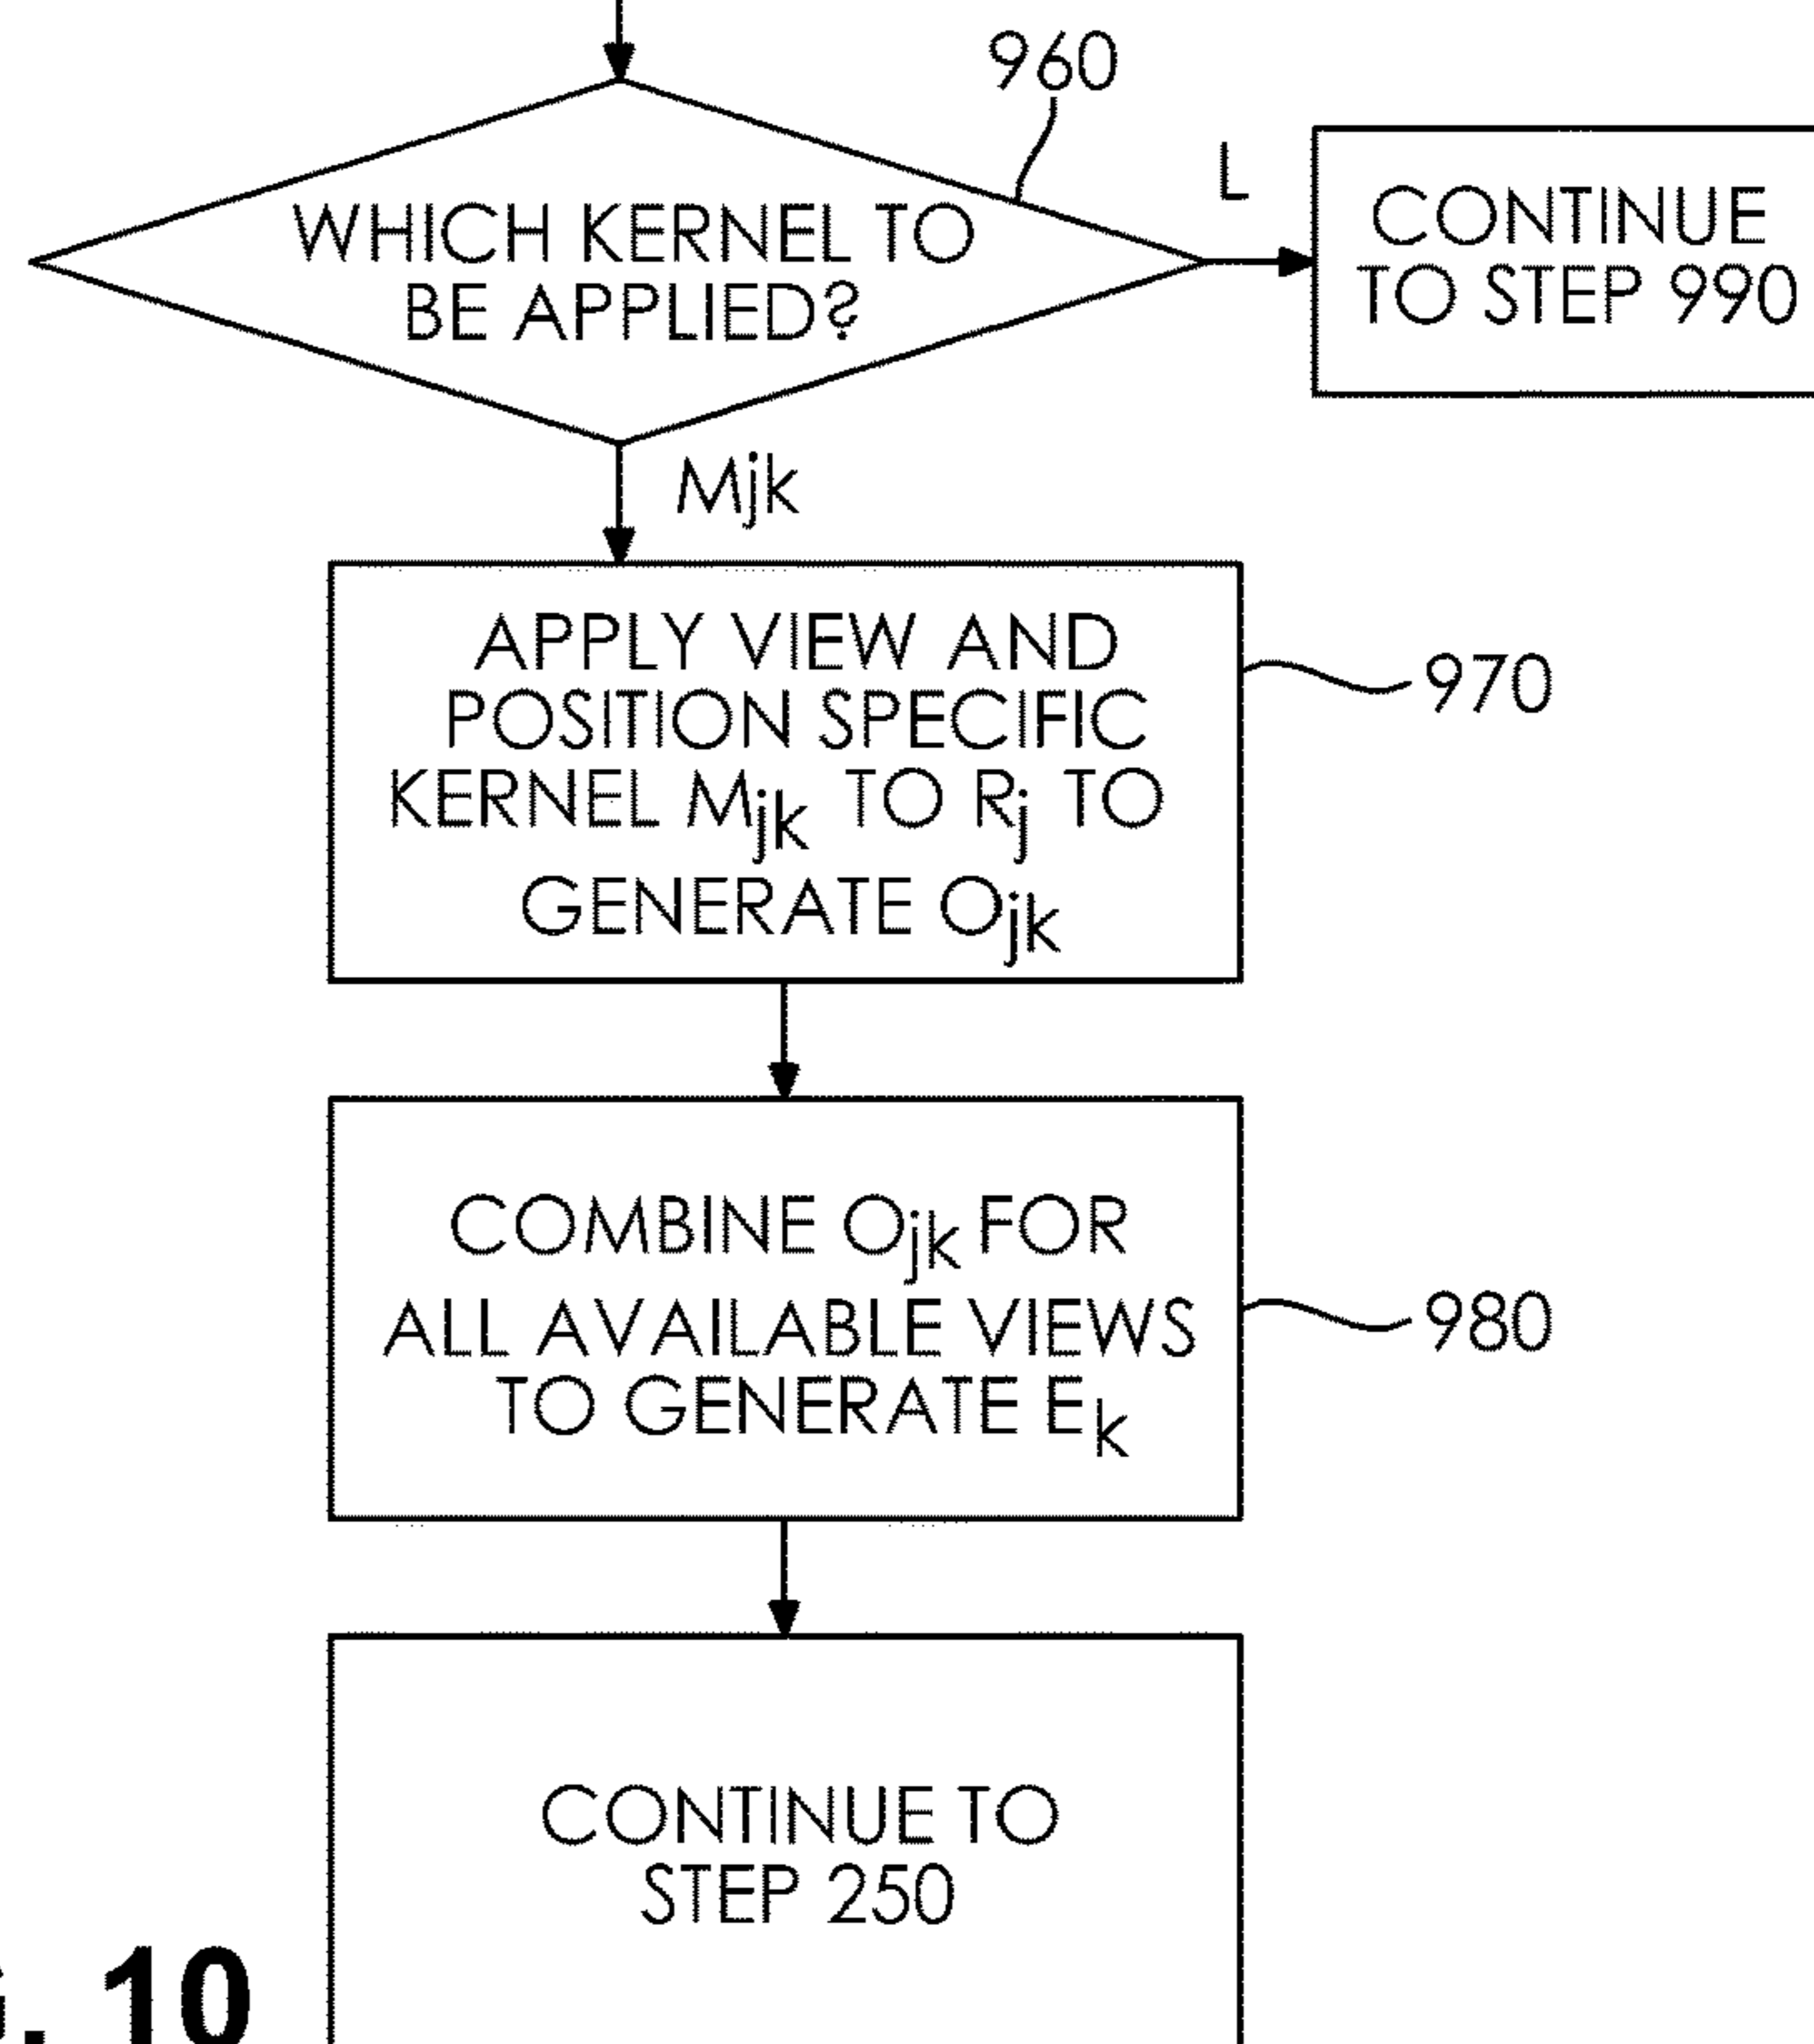 960
WHICH KERNEL TO
BE APPLIED?
L
CONTINUE
TO STEP 990
Mjk
APPLY VIEW AND
POSITION SPECIFIC
KERNEL Mjk TO Rj TO
GENERATE Ojk
970
COMBINE Ojk FOR
ALL AVAILABLE VIEWS
TO GENERATE Ek
980
CONTINUE TO
STEP 250
. 10